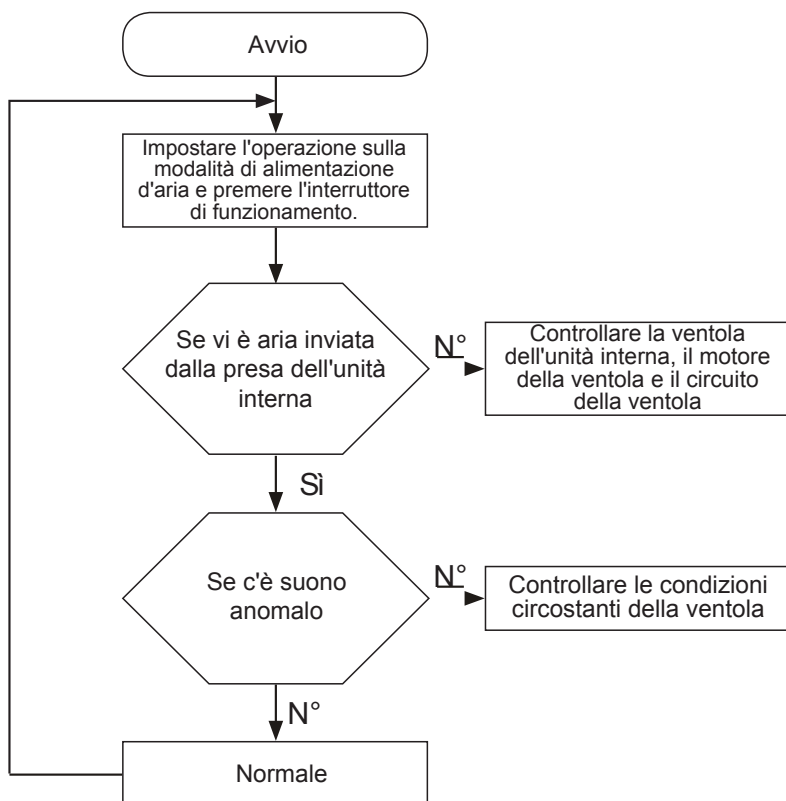 Avvio
Impostare l'operazione sulla
modalità di alimentazione
d'aria e premere l'interruttore
di funzionamento.
Se vi è aria inviata
dalla presa dell'unità
interna
N°
Controllare la ventola
dell'unità interna, il motore
della ventola e il circuito
della ventola
Sì
Se c'è suono
anomalo
N°
Controllare le condizioni
circostanti della ventola
N°
Normale